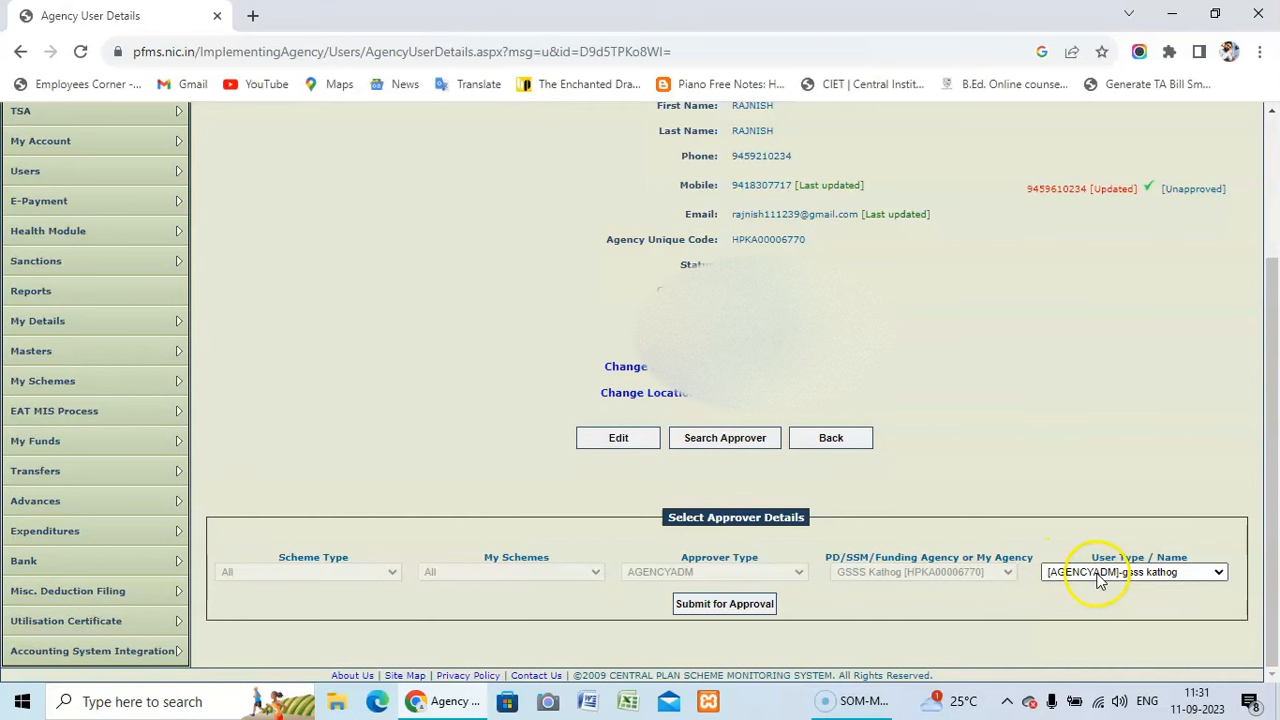 Agency User Details
pfms.nic.in/ImplementingAgency/Users/AgencyUserDetails.aspx?msg=u&id=D9d5TPKo8WI=
Employees Corner -... Gmail YouTube Maps News Translate The Enchanted Dra... Piano Free Notes: H... CIET | Central Instit... B.Ed. Online course... Generate TA Bill Sm...
TSA
My Account
Users
E-Payment
Health Module
Sanctions
Reports
My Details
Masters
My Schemes
EAT MIS Process
My Funds
Transfers
Advances
Expenditures
Bank
Misc. Deduction Filing
Utilisation Certificate
Accounting System Integration
First Name: RAJNISH
Last Name: RAJNISH
Phone: 9459210234
Mobile: 9418307717 [Last updated] 9459610234 [Updated] [Unapproved]
Email: rajnish111239@gmail.com [Last updated]
Agency Unique Code: HPKA00006770
Change
Change
Edit Search Approver Back
Select Approver Details
Scheme Type My Schemes Approver Type PD/SSM/Funding Agency or My Agency User Type / Name
All All AGENCYADM GSSS Kathog [HPKA00006770] [AGENCYADM]-gsss kathog
Submit for Approval
About Us | Site Map | Privacy Policy | Contact Us | ©2009 CENTRAL PLAN SCHEME MONITORING SYSTEM. All Rights Reserved.
Type here to search Agency ... SOM-M... 25°C ENG 11:31
11-09-2023 8